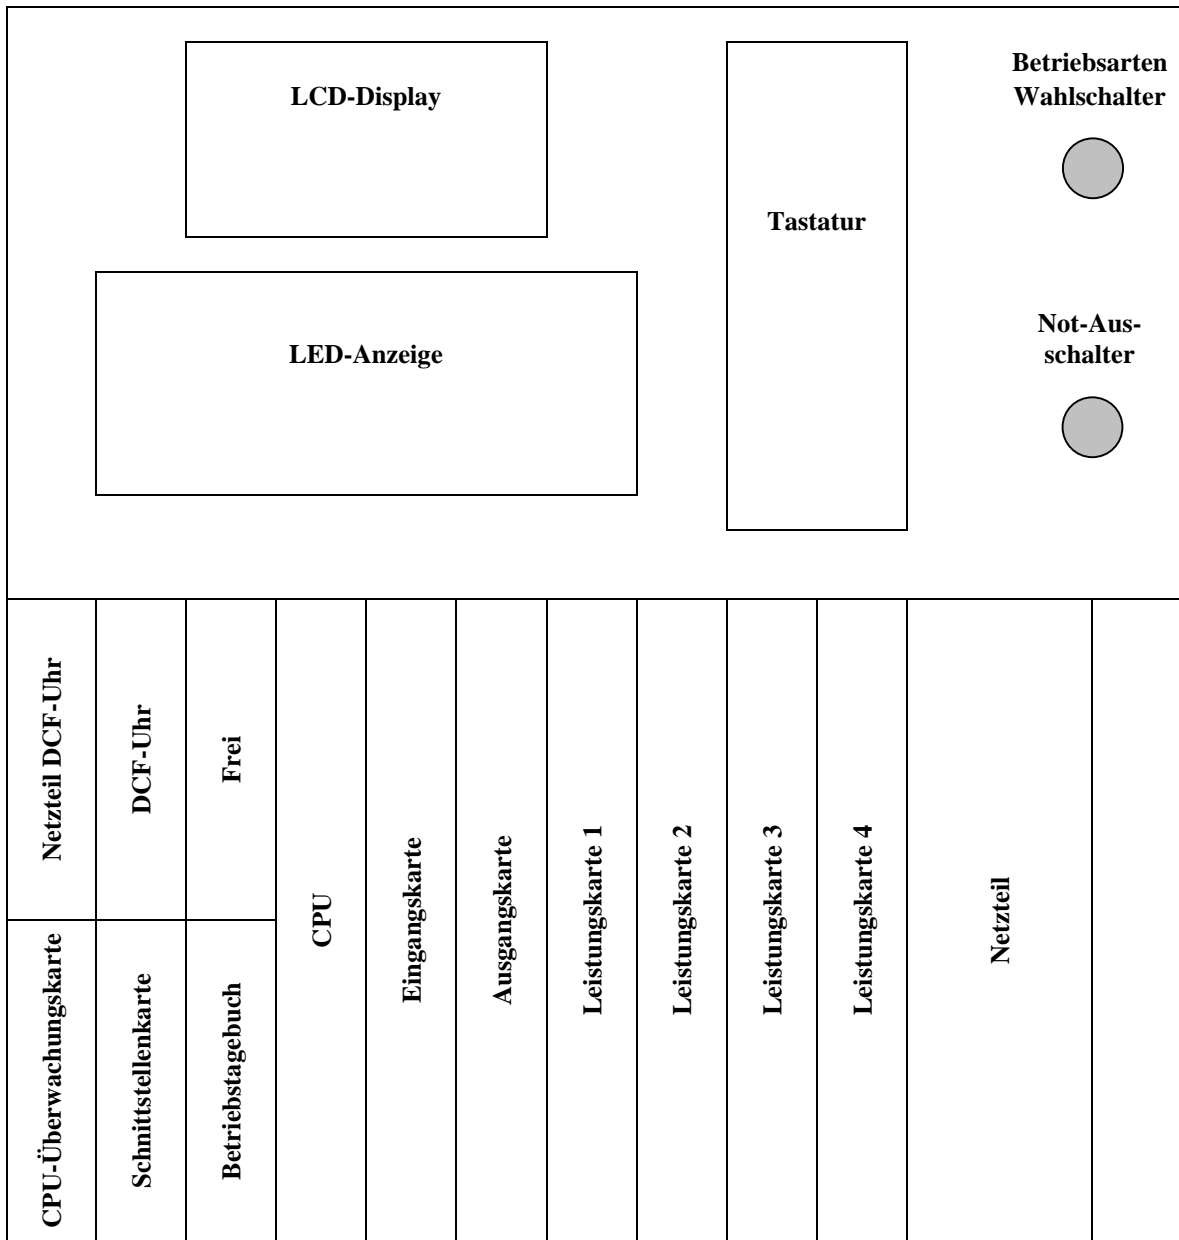 LCD-Display
Betriebsarten
Wahlschalter
Tastatur
LED-Anzeige
Not-Aus-
schalter
Netzteil DCF-Uhr
DCF-Uhr
Frei
CPU-Überwachungskarte
Schnittstellenkarte
Betriebstagebuch
CPU
Eingangskarte
Ausgangskarte
Leistungskarte 1
Leistungskarte 2
Leistungskarte 3
Leistungskarte 4
Netzteil